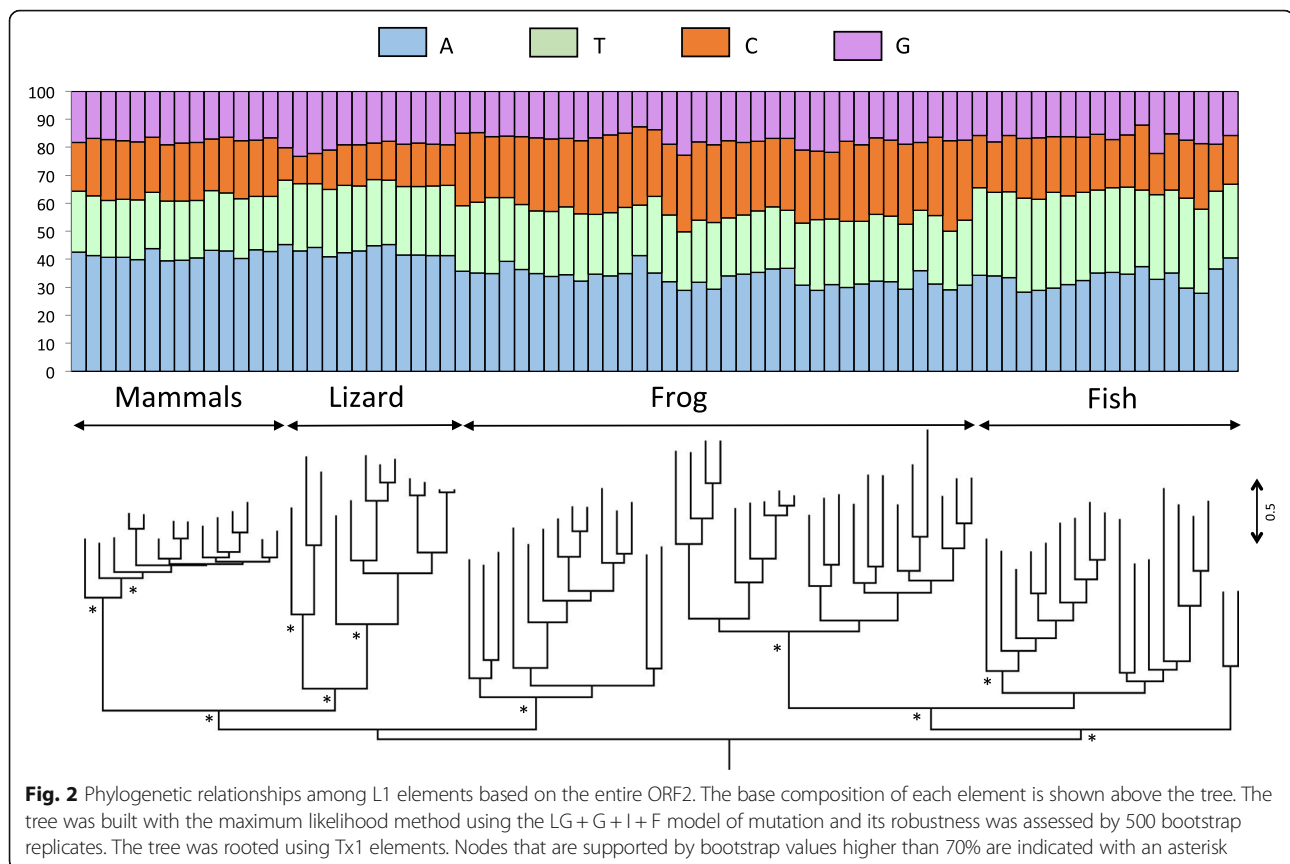 A T C G
100
90
80
70
60
50
40
30
20
10
0
Mammals Lizard Frog Fish
0.5
* * * * * * * * * * * *
Fig. 2 Phylogenetic relationships among L1 elements based on the entire ORF2. The base composition of each element is shown above the tree. The
tree was built with the maximum likelihood method using the LG + G + I + F model of mutation and its robustness was assessed by 500 bootstrap
replicates. The tree was rooted using Tx1 elements. Nodes that are supported by bootstrap values higher than 70% are indicated with an asterisk